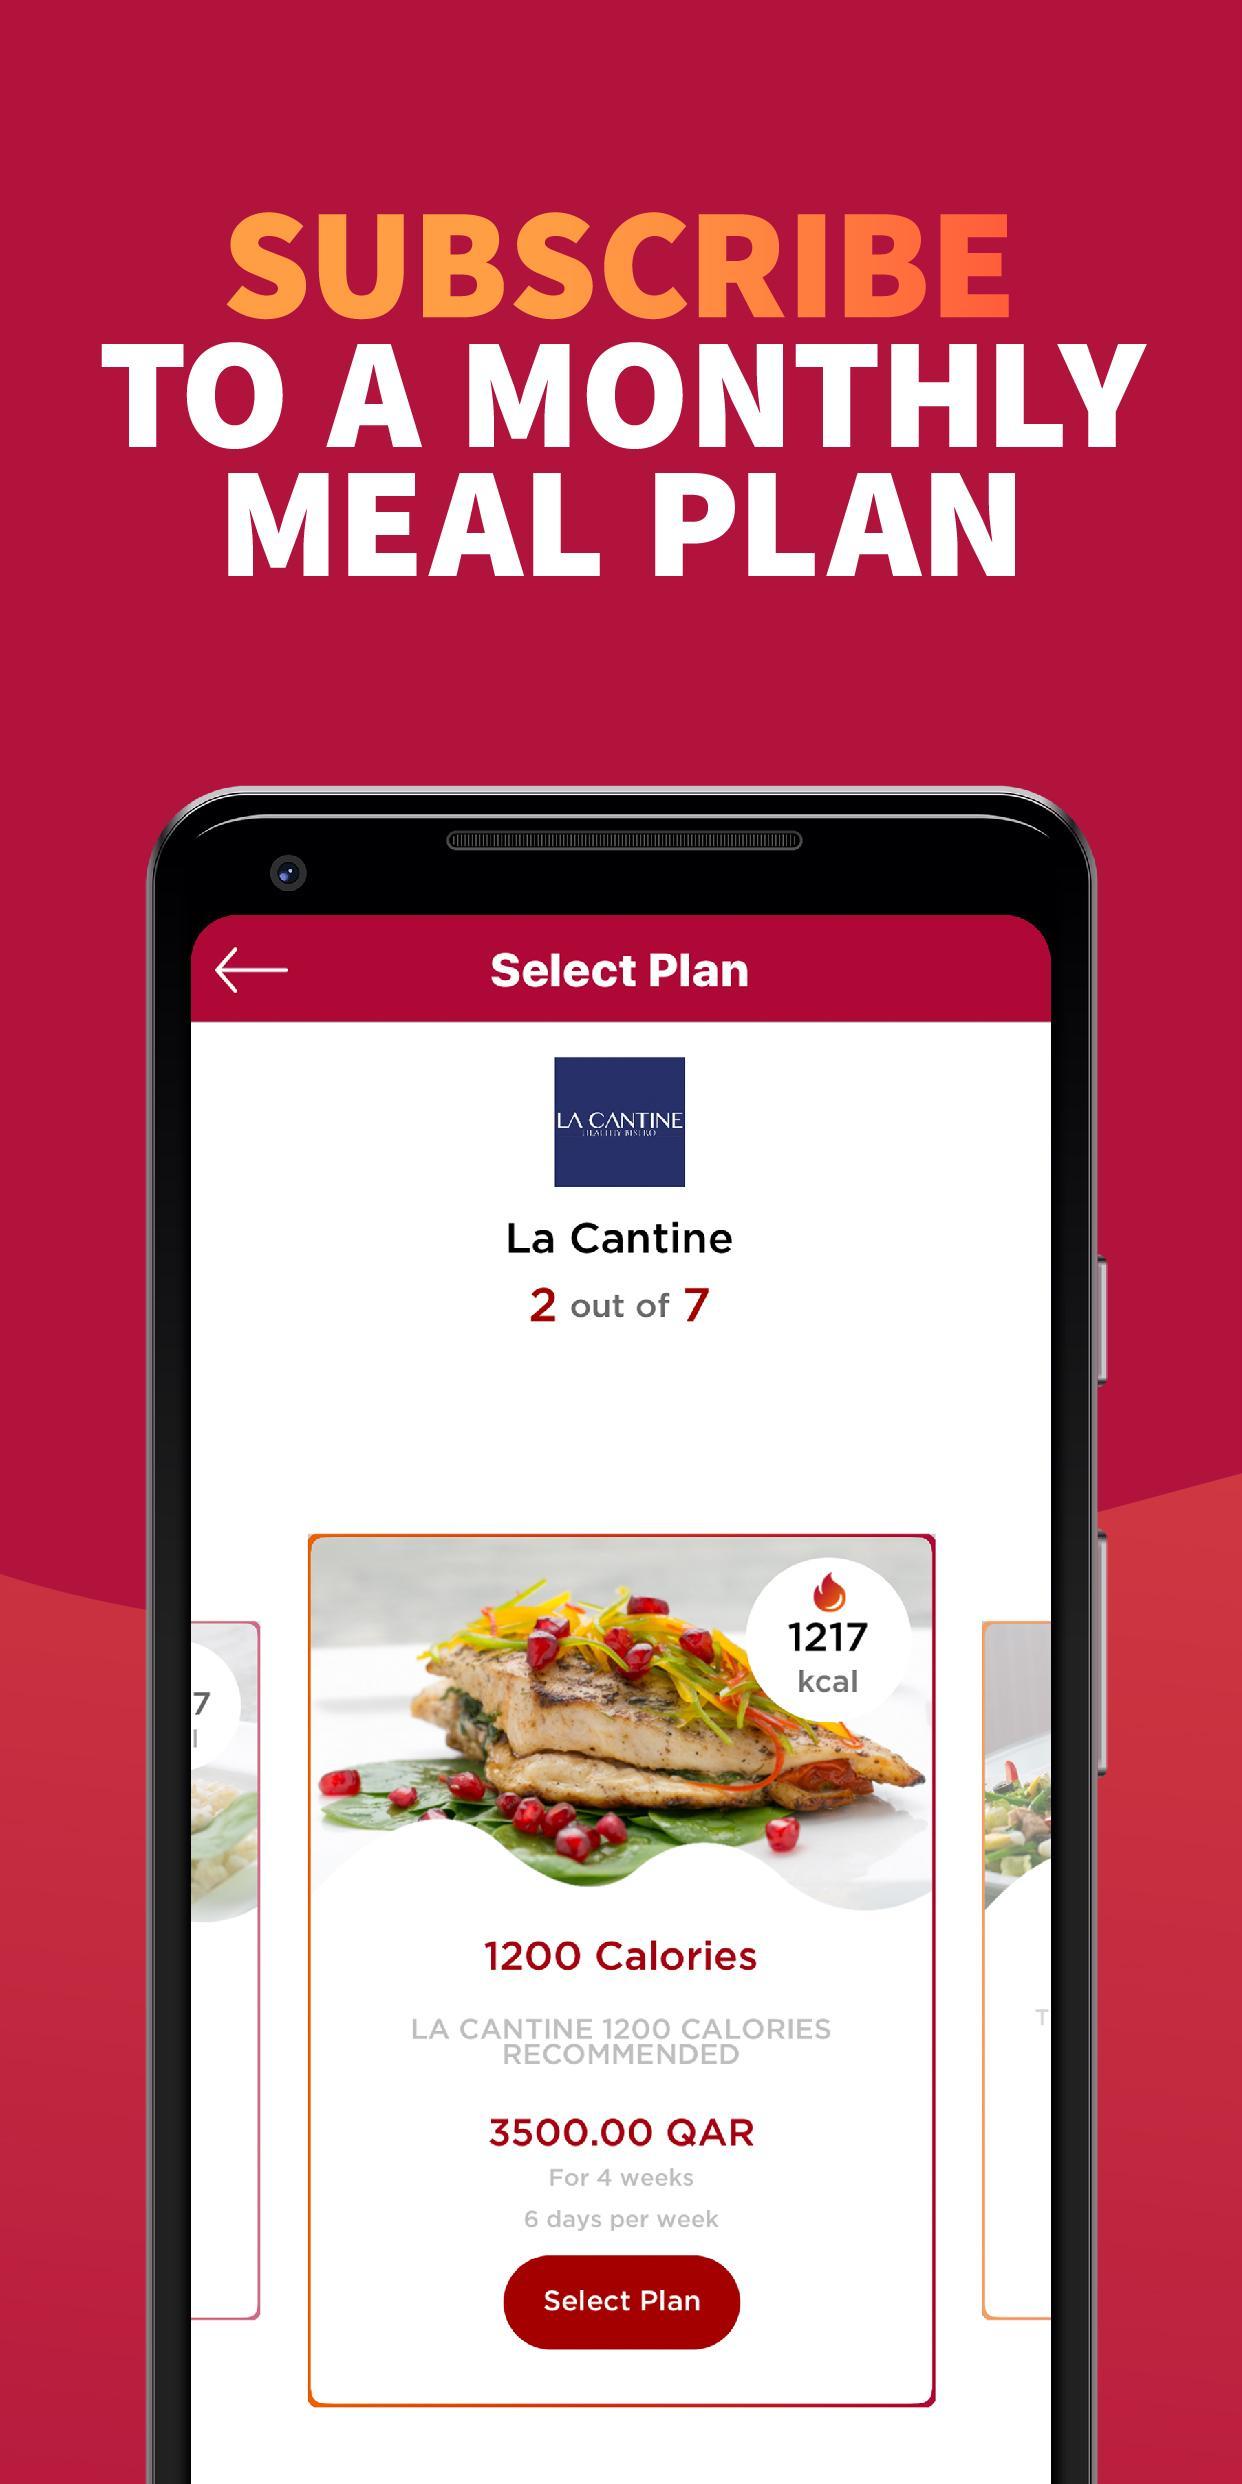 SUBSCRIBE
TO A MONTHLY
MEAL PLAN
Select Plan
LA CANTINE
HEALTHY BISTRO
La Cantine
2 out of 7
1217
kcal
7
l
1200 Calories
LA CANTINE 1200 CALORIES
RECOMMENDED
T
3500.00 QAR
For 4 weeks
6 days per week
Select Plan